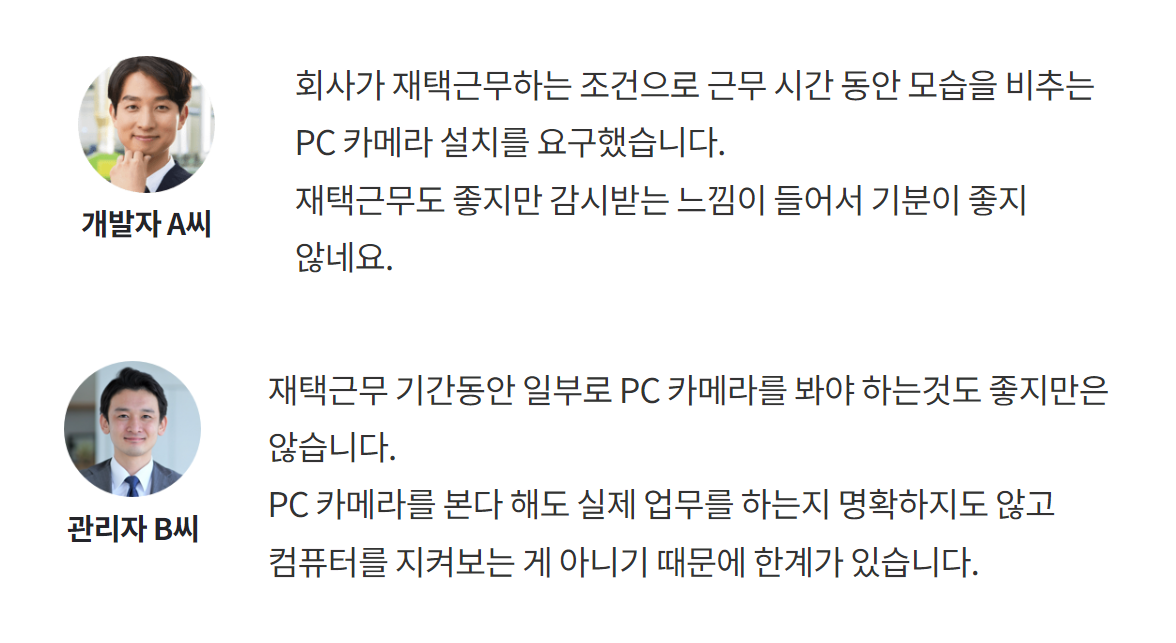 회사가 재택근무하는 조건으로 근무 시간 동안 모습을 비추는
PC 카메라 설치를 요구했습니다.
재택근무도 좋지만 감시받는 느낌이 들어서 기분이 좋지
않네요.
개발자 A씨
재택근무 기간동안 일부로 PC 카메라를 봐야 하는것도 좋지만은
않습니다.
PC 카메라를 본다 해도 실제 업무를 하는지 명확하지도 않고
컴퓨터를 지켜보는 게 아니기 때문에 한계가 있습니다.
관리자 B씨